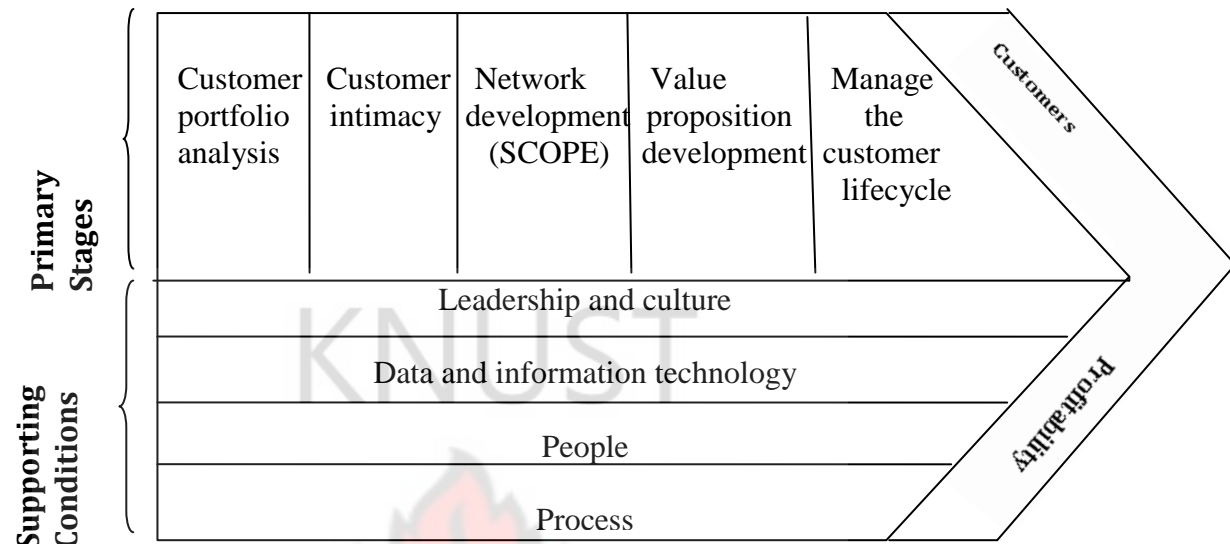 Primary
Stages
Customer
portfolio
analysis
Customer
intimacy
Network
development
(SCOPE)
Value
proposition
development
Manage
the
customer
lifecycle
Customers
Supporting
Conditions
Leadership and culture
Data and information technology
People
Process
Profitability
KNUST